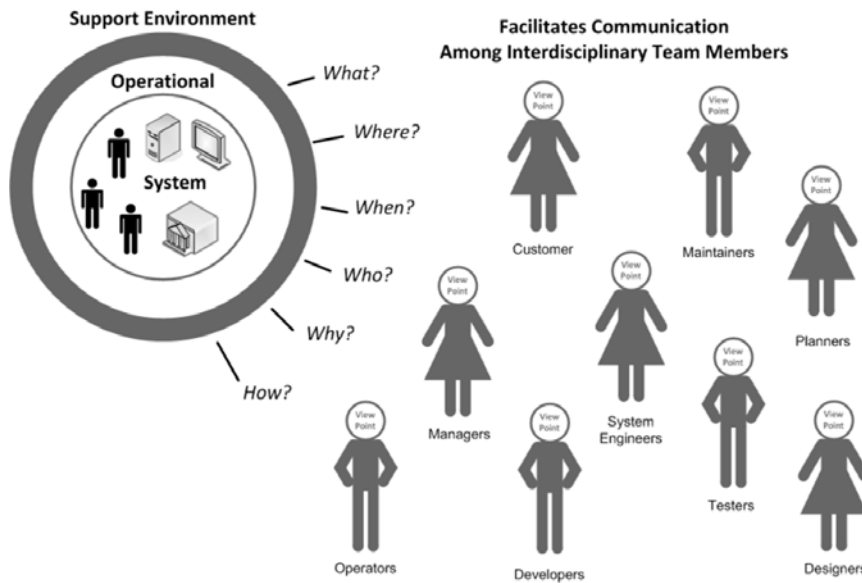 Support Environment
Operational
System
What?
Where?
When?
Who?
Why?
How?
Facilitates Communication
Among Interdisciplinary Team Members
View
Point
Customer
View
Point
Maintainers
View
Point
Planners
View
Point
Managers
View
Point
System
Engineers
View
Point
Testers
View
Point
Operators
View
Point
Developers
View
Point
Designers